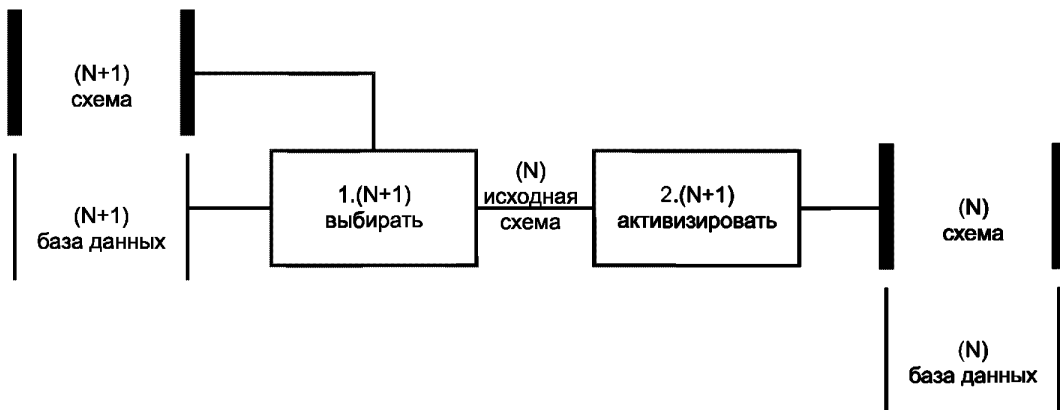 (N+1)
схема
(N+1)
база данных
1.(N+1)
выбирать
(N)
исходная
схема
2.(N+1)
активизировать
(N)
схема
(N)
база данных